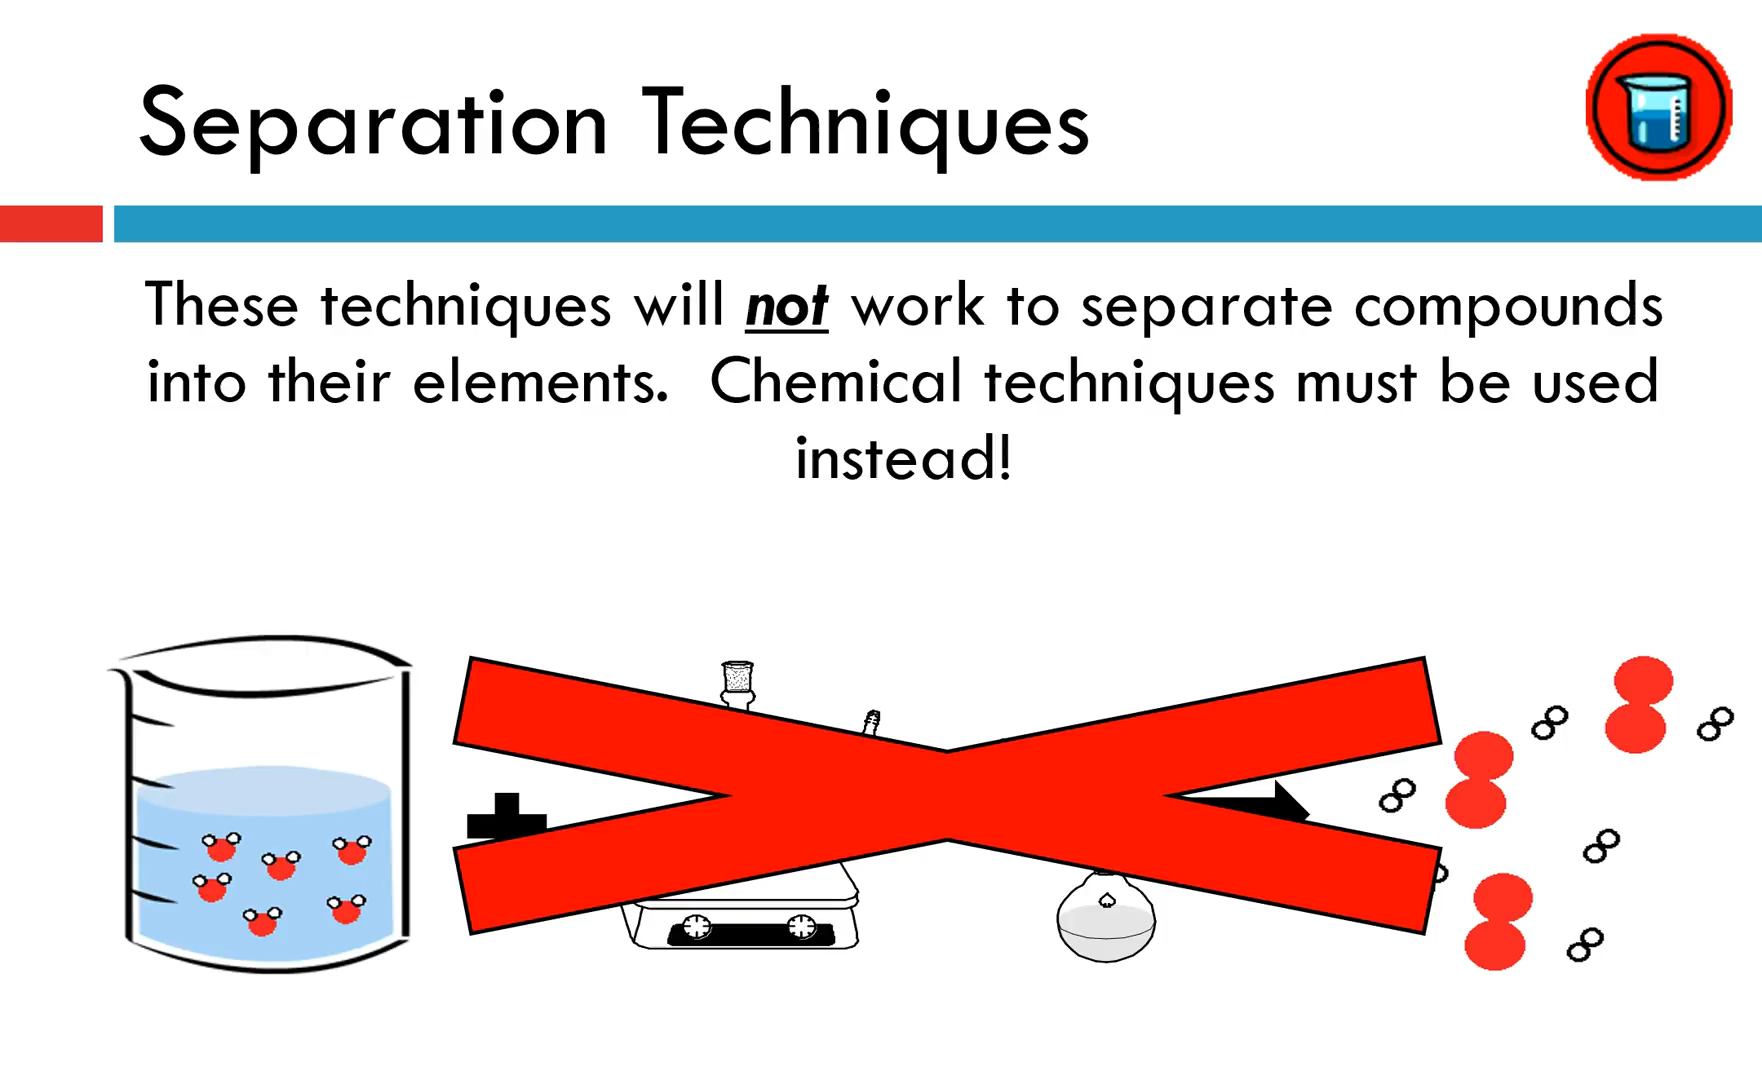 Separation Techniques
These techniques will not work to separate compounds
into their elements.  Chemical techniques must be used
instead!